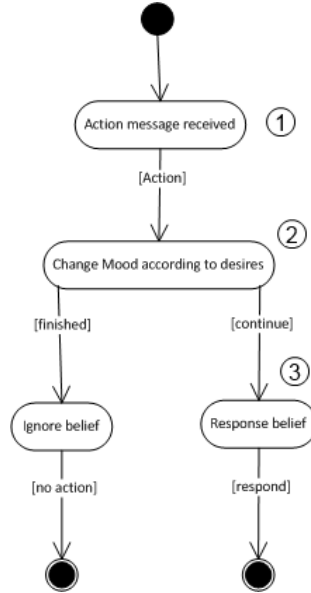 Action message received
1
[Action]
2
Change Mood according to desires
[finished]
[continue]
3
Ignore belief
Response belief
[no action]
[respond]